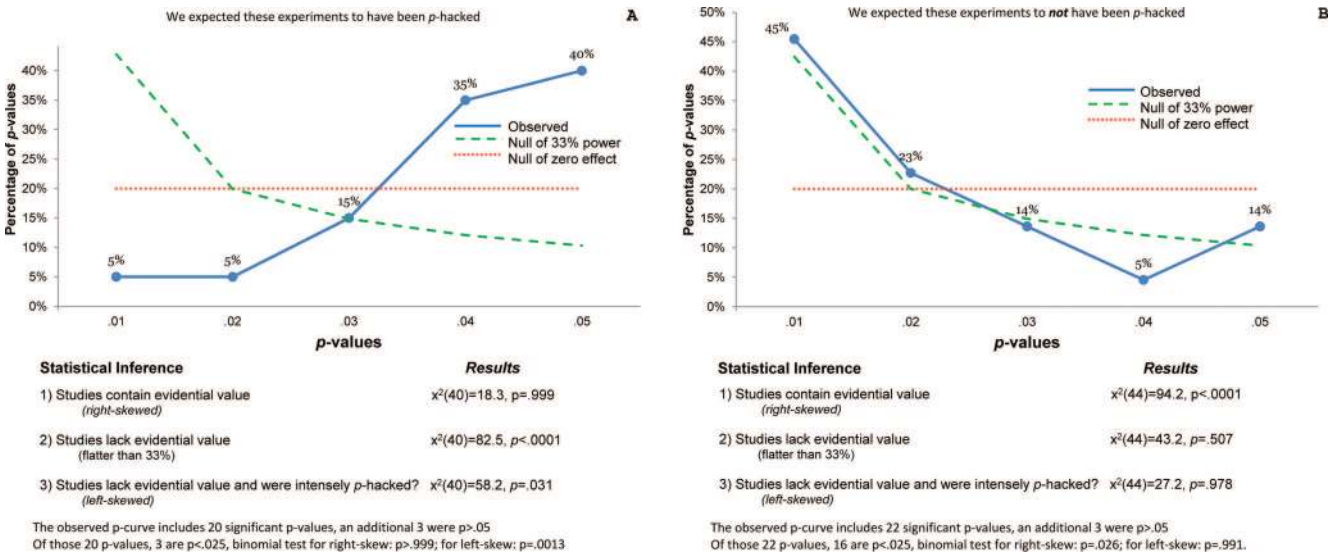 We expected these experiments to have been p-hacked
A
40%
35%
30%
25%
20%
15%
10%
5%
0%
Percentage of p-values
5%
5%
15%
35%
40%
Observed
Null of 33% power
Null of zero effect
.01
.02
.03
.04
.05
p-values
Statistical Inference
Results
1) Studies contain evidential value
(right-skewed)
x²(40)=18.3, p=.999
2) Studies lack evidential value
(flatter than 33%)
x²(40)=82.5, p<.0001
3) Studies lack evidential value and were intensely p-hacked?
(left-skewed)
x²(40)=58.2, p=.031
The observed p-curve includes 20 significant p-values, an additional 3 were p>.05
Of those 20 p-values, 3 are p<.025, binomial test for right-skew: p>.999; for left-skew: p=.0013
We expected these experiments to not have been p-hacked
B
50%
45%
40%
35%
30%
25%
20%
15%
10%
5%
0%
Percentage of p-values
45%
23%
14%
5%
14%
Observed
Null of 33% power
Null of zero effect
.01
.02
.03
.04
.05
p-values
Statistical Inference
Results
1) Studies contain evidential value
(right-skewed)
x²(44)=94.2, p<.0001
2) Studies lack evidential value
(flatter than 33%)
x²(44)=43.2, p=.507
3) Studies lack evidential value and were intensely p-hacked?
(left-skewed)
x²(44)=27.2, p=.978
The observed p-curve includes 22 significant p-values, an additional 3 were p>.05
Of those 22 p-values, 16 are p<.025, binomial test for right-skew: p=.026; for left-skew: p=.991.